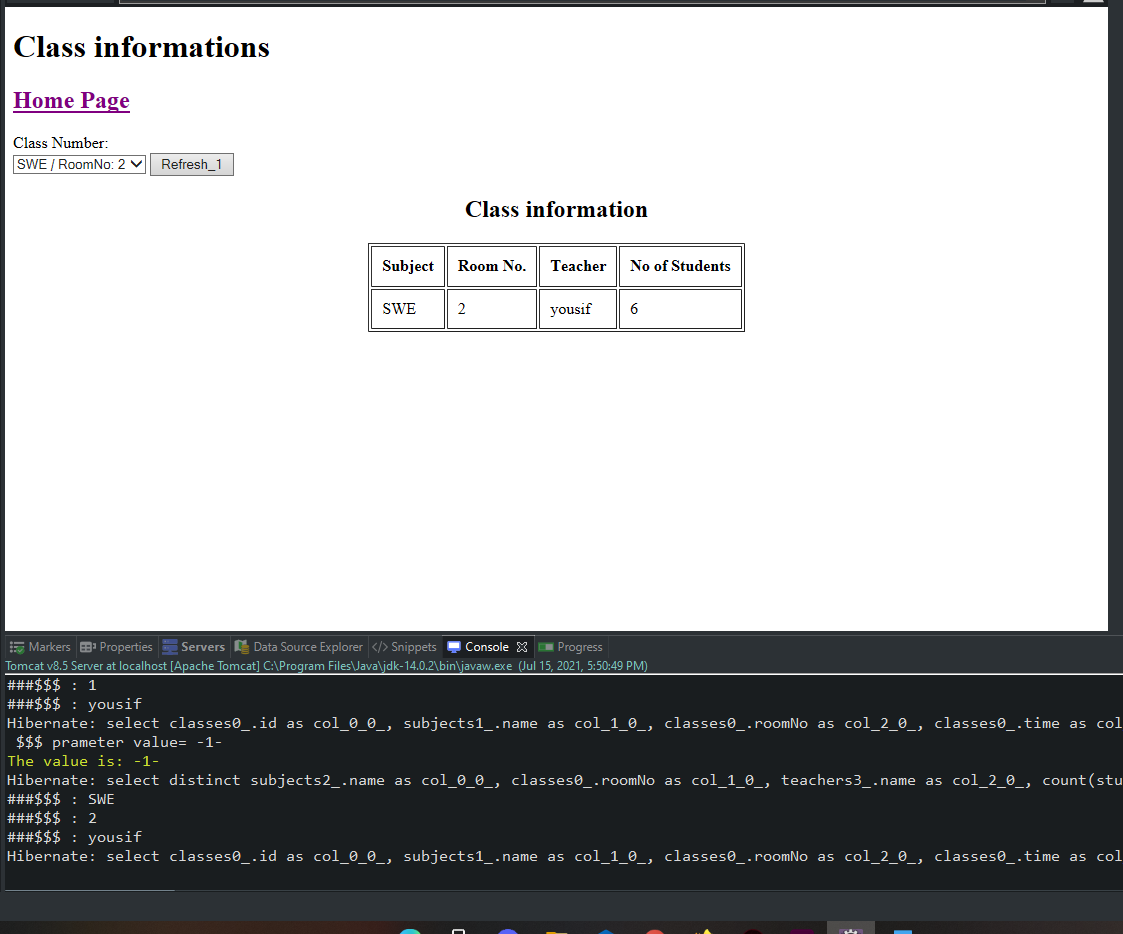 Class informations
Home Page
Class Number:
SWE / RoomNo: 2 Refresh_1
Class information
Subject Room No. Teacher No of Students
SWE 2 yousif 6
Markers Properties Servers Data Source Explorer Snippets Console Progress
Tomcat v8.5 Server at localhost [Apache Tomcat] C:\Program Files\Java\jdk-14.0.2\bin\javaw.exe (Jul 15, 2021, 5:50:49 PM)
###$$$ : 1
###$$$ : yousif
Hibernate: select classes0_.id as col_0_0_, subjects1_.name as col_1_0_, classes0_.roomNo as col_2_0_, classes0_.time as col
$$$ prameter value= -1-
The value is: -1-
Hibernate: select distinct subjects2_.name as col_0_0_, classes0_.roomNo as col_1_0_, teachers3_.name as col_2_0_, count(stu
###$$$ : SWE
###$$$ : 2
###$$$ : yousif
Hibernate: select classes0_.id as col_0_0_, subjects1_.name as col_1_0_, classes0_.roomNo as col_2_0_, classes0_.time as col